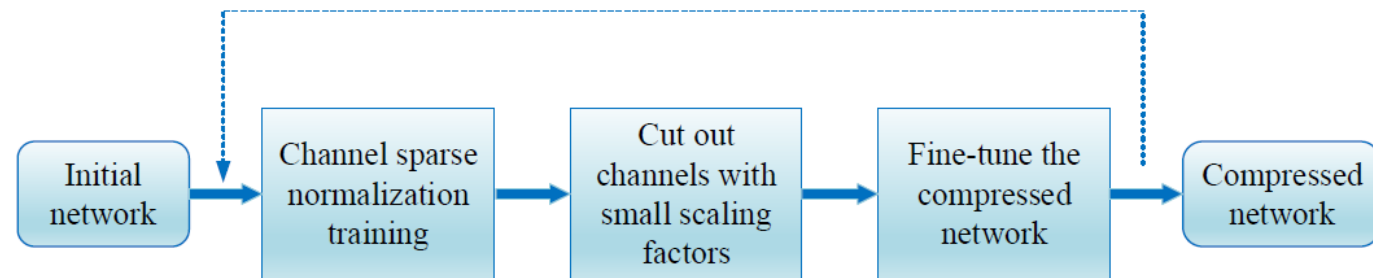 Initial
network
Channel sparse
normalization
training
Cut out
channels with
small scaling
factors
Fine-tune the
compressed
network
Compressed
network